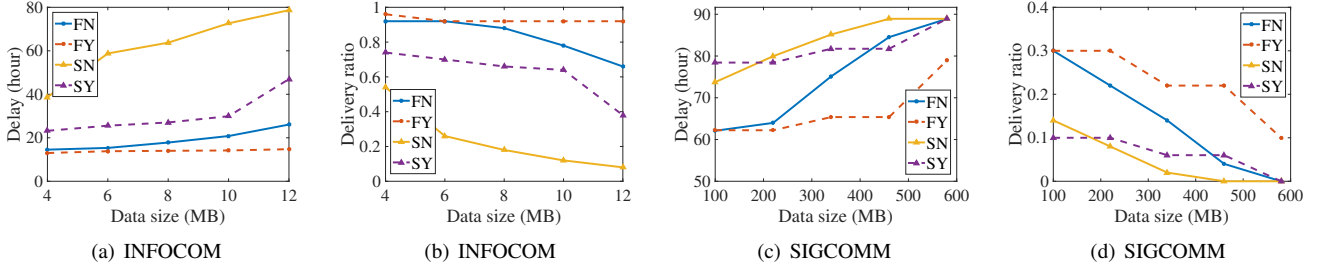 Delay (hour)
80
60
40
20
0
FN
FY
SN
SY
4
6
8
10
12
Data size (MB)
(a) INFOCOM
Delivery ratio
1
0.8
0.6
0.4
0.2
0
FN
FY
SN
SY
4
6
8
10
12
Data size (MB)
(b) INFOCOM
Delay (hour)
90
80
70
60
50
FN
FY
SN
SY
100
200
300
400
500
600
Data size (MB)
(c) SIGCOMM
Delivery ratio
0.4
0.3
0.2
0.1
0
FN
FY
SN
SY
100
200
300
400
500
600
Data size (MB)
(d) SIGCOMM